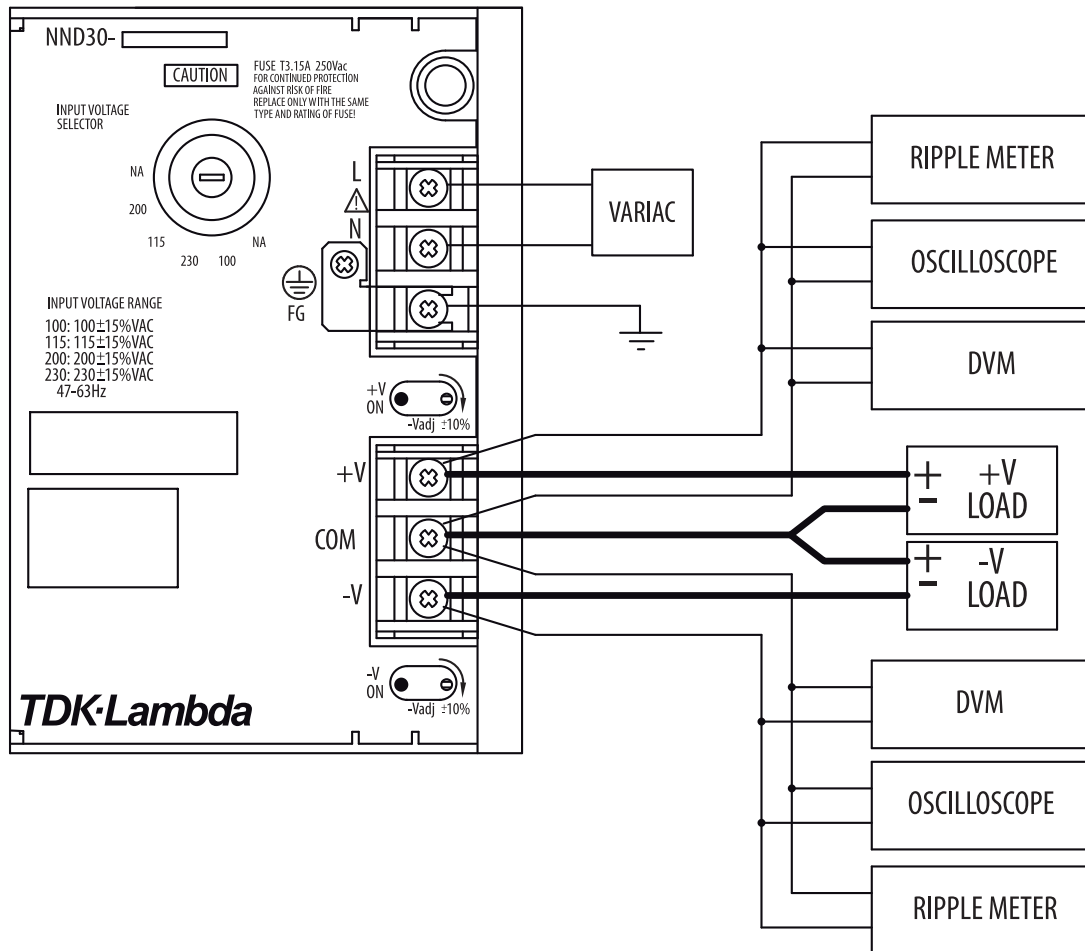 NND30-
CAUTION
FUSE T3.15A 250Vac
FOR CONTINUED PROTECTION
AGAINST RISK OF FIRE
REPLACE ONLY WITH THE SAME
TYPE AND RATING OF FUSE!
INPUT VOLTAGE
SELECTOR
NA
200
115
230
100
NA
L
N
FG
INPUT VOLTAGE RANGE
100: 100±15%VAC
115: 115±15%VAC
200: 200±15%VAC
230: 230±15%VAC
47-63Hz
+V
ON
-Vadj ±10%
+V
COM
-V
-V
ON
-Vadj ±10%
TDK·Lambda
VARIAC
RIPPLE METER
OSCILLOSCOPE
DVM
+ +V
- LOAD
+ -V
- LOAD
DVM
OSCILLOSCOPE
RIPPLE METER